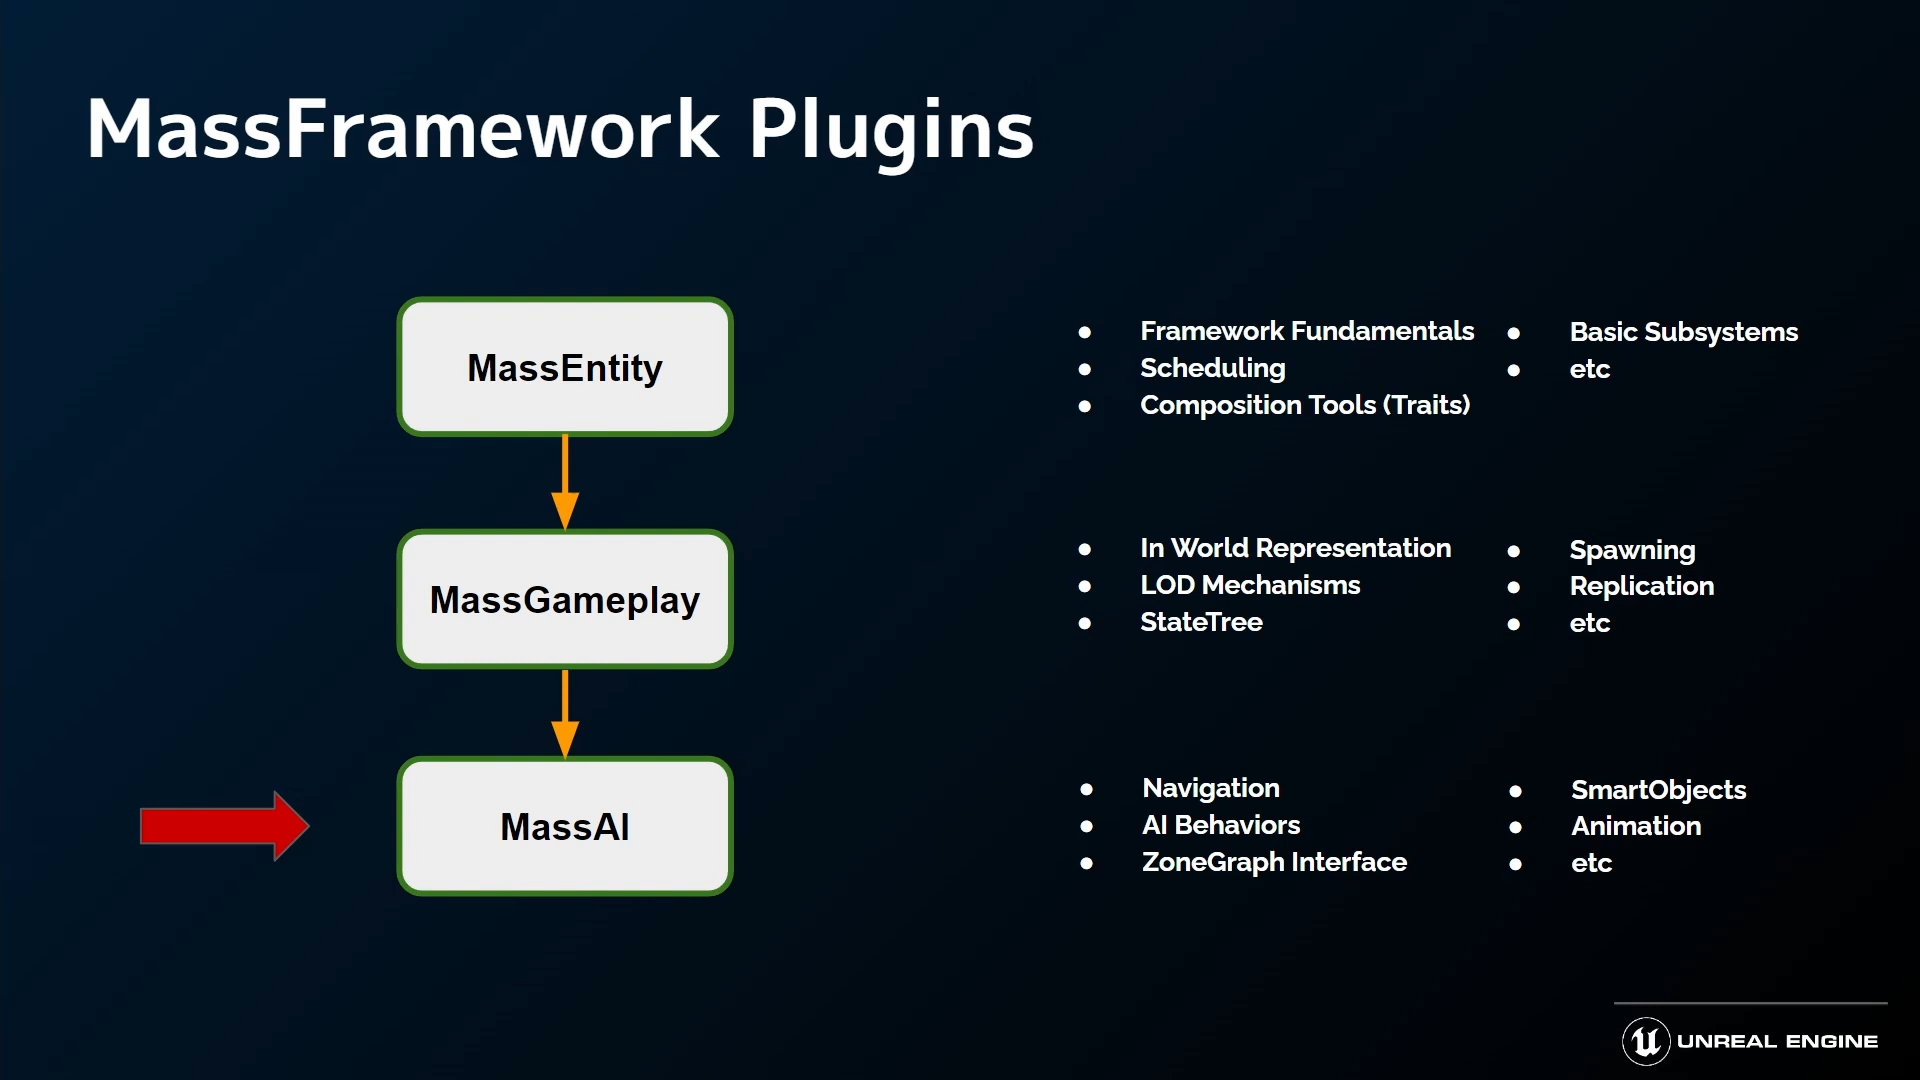 MassFramework Plugins
MassEntity
● Framework Fundamentals
● Scheduling
● Composition Tools (Traits)
● Basic Subsystems
● etc
MassGameplay
● In World Representation
● LOD Mechanisms
● StateTree
● Spawning
● Replication
● etc
MassAI
● Navigation
● AI Behaviors
● ZoneGraph Interface
● SmartObjects
● Animation
● etc
UNREAL ENGINE